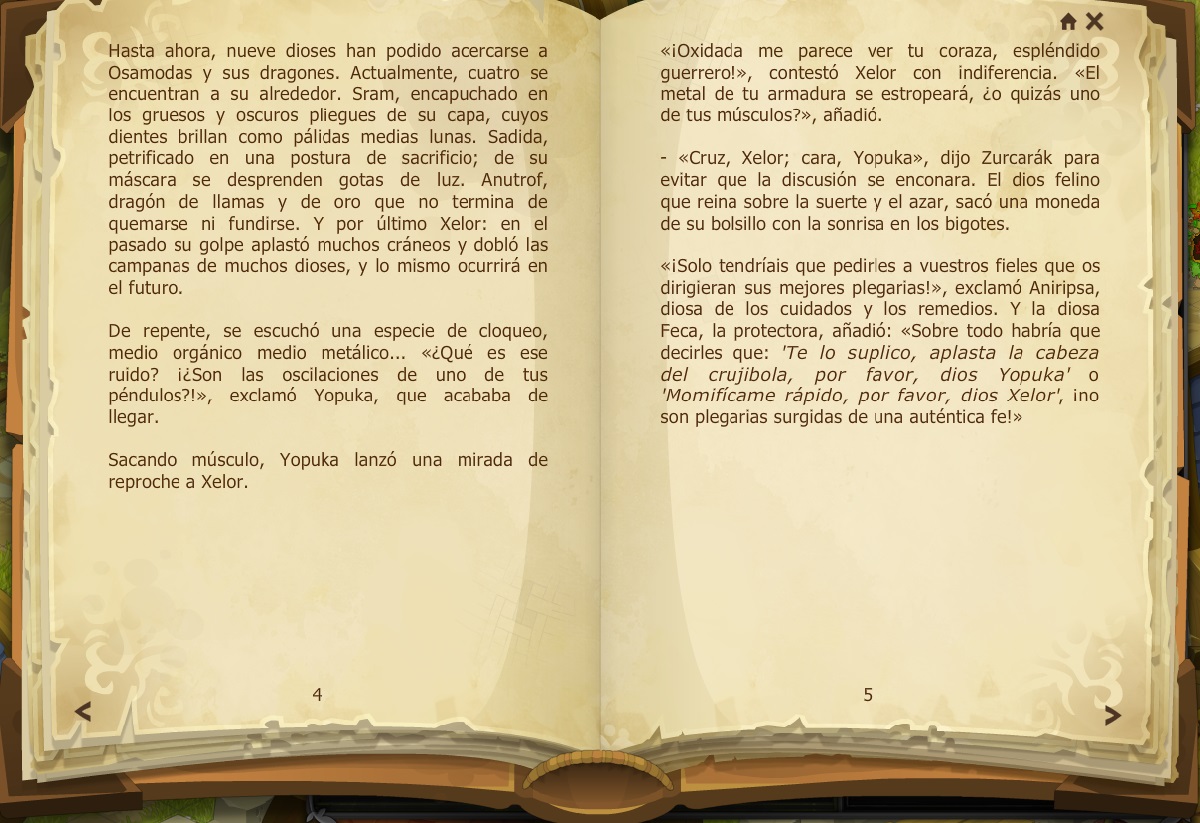 Hasta ahora, nueve dioses han podido acercarse a
Osamodas y sus dragones. Actualmente, cuatro se
encuentran a su alrededor. Sram, encapuchado en
los gruesos y oscuros pliegues de su capa, cuyos
dientes brillan como pálidas medias lunas. Sadida,
petrificado en una postura de sacrificio; de su
máscara se desprenden gotas de luz. Anutrof,
dragón de llamas y de oro que no termina de
quemarse ni fundirse. Y por último Xelor: en el
pasado su golpe aplastó muchos cráneos y dobló las
campanas de muchos dioses, y lo mismo ocurrirá en
el futuro.
De repente, se escuchó una especie de cloqueo,
medio orgánico medio metálico... «¿Qué es ese
ruido? ¡¿Son las oscilaciones de uno de tus
péndulos?!», exclamó Yopuka, que acababa de
llegar.
Sacando músculo, Yopuka lanzó una mirada de
reproche a Xelor.
4
«¡Oxidada me parece ver tu coraza, espléndido
guerrero!», contestó Xelor con indiferencia. «El
metal de tu armadura se estropeará, ¿o quizás uno
de tus músculos?», añadió.
- «Cruz, Xelor; cara, Yopuka», dijo Zurcarák para
evitar que la discusión se enconara. El dios felino
que reina sobre la suerte y el azar, sacó una moneda
de su bolsillo con la sonrisa en los bigotes.
«¡Solo tendríais que pedirles a vuestros fieles que os
dirigieran sus mejores plegarias!», exclamó Aniripsa,
diosa de los cuidados y los remedios. Y la diosa
Feca, la protectora, añadió: «Sobre todo habría que
decirles que: 'Te lo suplico, aplasta la cabeza
del crujibola, por favor, dios Yopuka' o
'Momifícame rápido, por favor, dios Xelor', ¡no
son plegarias surgidas de una auténtica fe!»
5